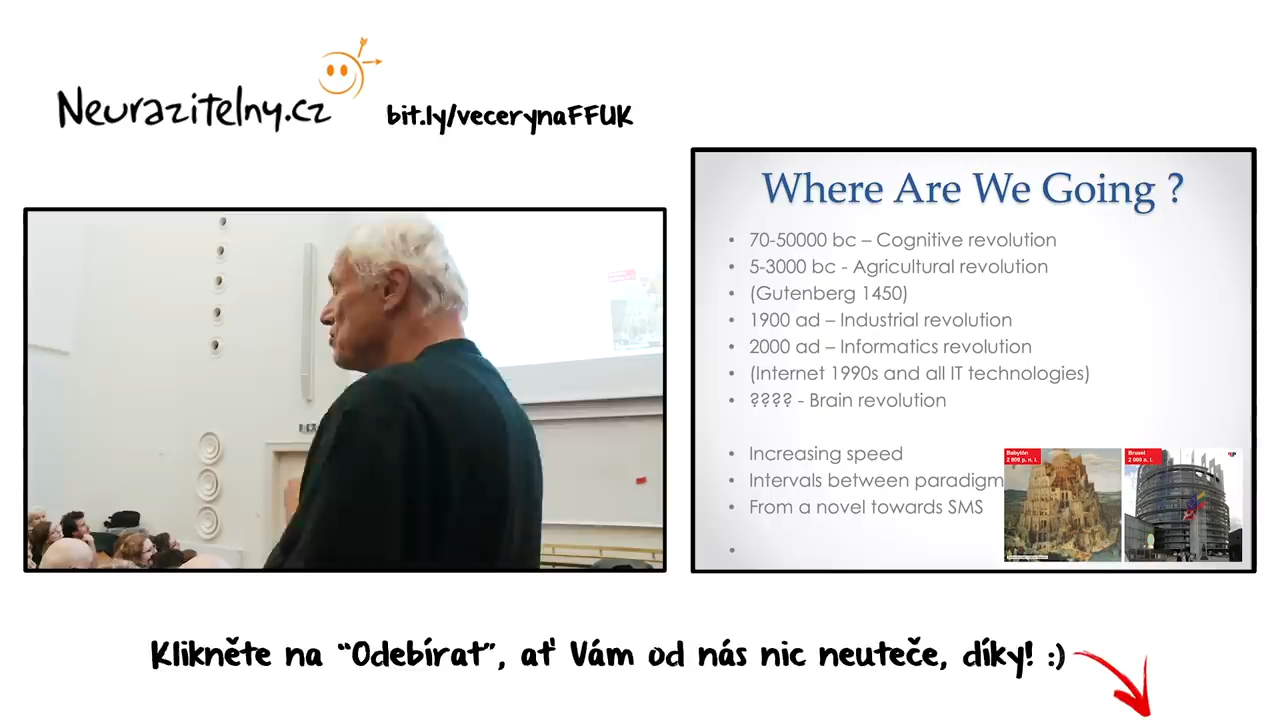 Neurazitelny.cz
bit.ly/vecerynaFFUK
Where Are We Going ?
• 70-50000 bc – Cognitive revolution
• 5-3000 bc - Agricultural revolution
• (Gutenberg 1450)
• 1900 ad – Industrial revolution
• 2000 ad – Informatics revolution
• (Internet 1990s and all IT technologies)
• ???? - Brain revolution
• Increasing speed
• Intervals between paradigm
• From a novel towards SMS
•
Babylón
2 000 p. n. l.
Brusel
2 000 n. l.
Klikněte na “Odebírat”, ať Vám od nás nic neuteče, díky! :)